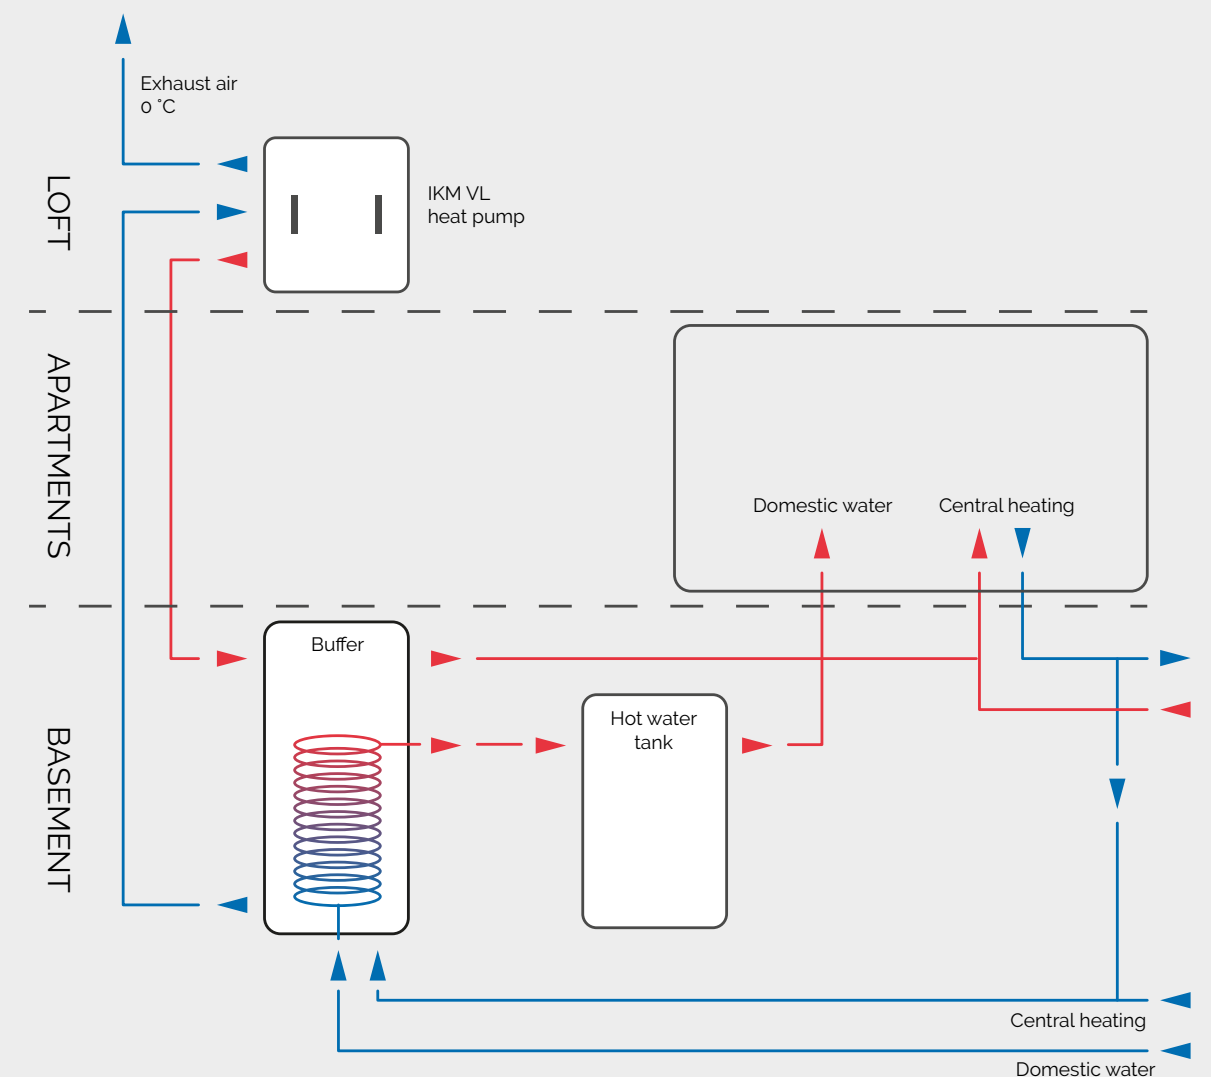 Exhaust air
0 °C
LOFT
IKM VL
heat pump
APARTMENTS
Domestic water
Central heating
BASEMENT
Buffer
Hot water
tank
Central heating
Domestic water